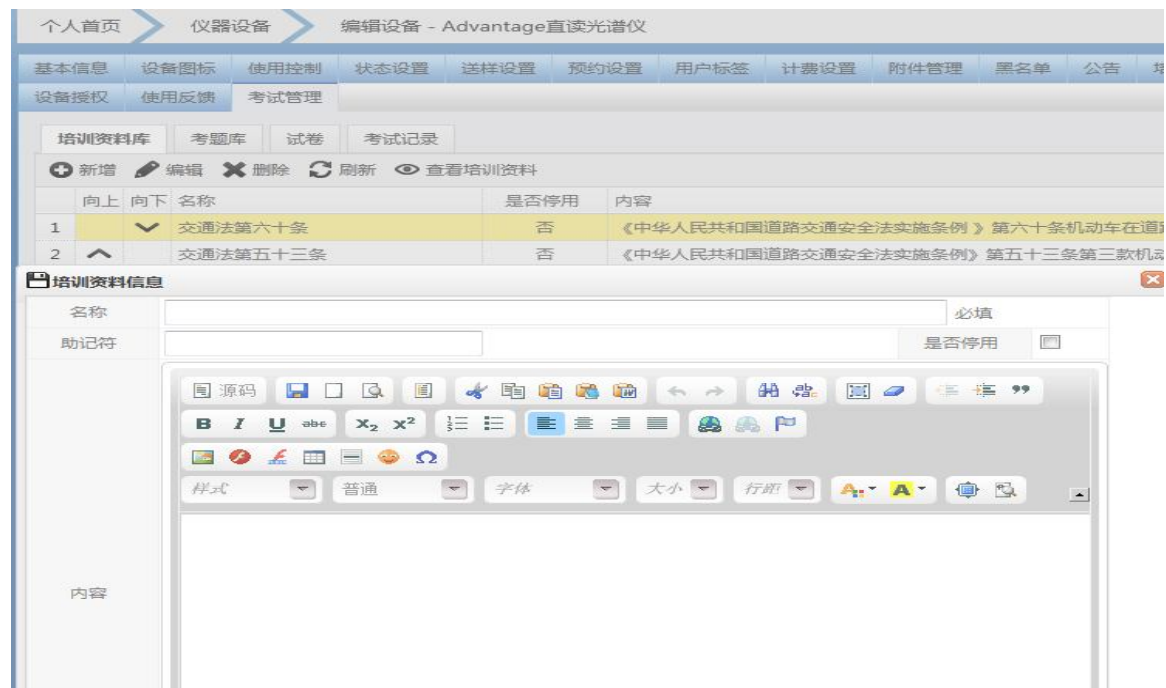 个人首页 仪器设备 编辑设备 - Advantage直读光谱仪
基本信息 设备图标 使用控制 状态设置 送样设置 预约设置 用户标签 计费设置 附件管理 黑名单 公告
设备授权 使用反馈 考试管理
培训资料库 考题库 试卷 考试记录
新增 编辑 删除 刷新 查看培训资料
向上 向下 名称 是否停用 内容
1 交通法第六十条 否 《中华人民共和国道路交通安全法实施条例 》第六十条机动车在道路
2 交通法第五十三条 否 《中华人民共和国道路交通安全法实施条例》第五十三条第三款机动
培训资料信息
名称 必填
助记符 是否停用
源码
B I U abc X₂ X²
样式 普通 字体 大小 行距 A A
内容